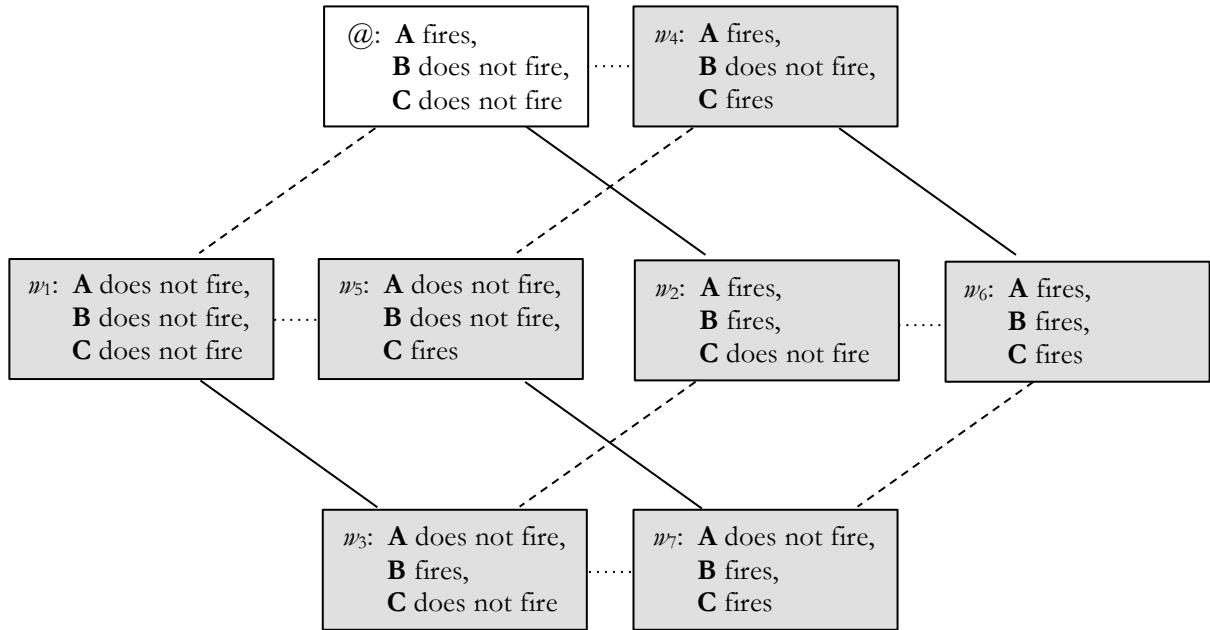 @: A fires,
B does not fire,
C does not fire
w4: A fires,
B does not fire,
C fires
w1: A does not fire,
B does not fire,
C does not fire
w5: A does not fire,
B does not fire,
C fires
w2: A fires,
B fires,
C does not fire
w6: A fires,
B fires,
C fires
w3: A does not fire,
B fires,
C does not fire
w7: A does not fire,
B fires,
C fires